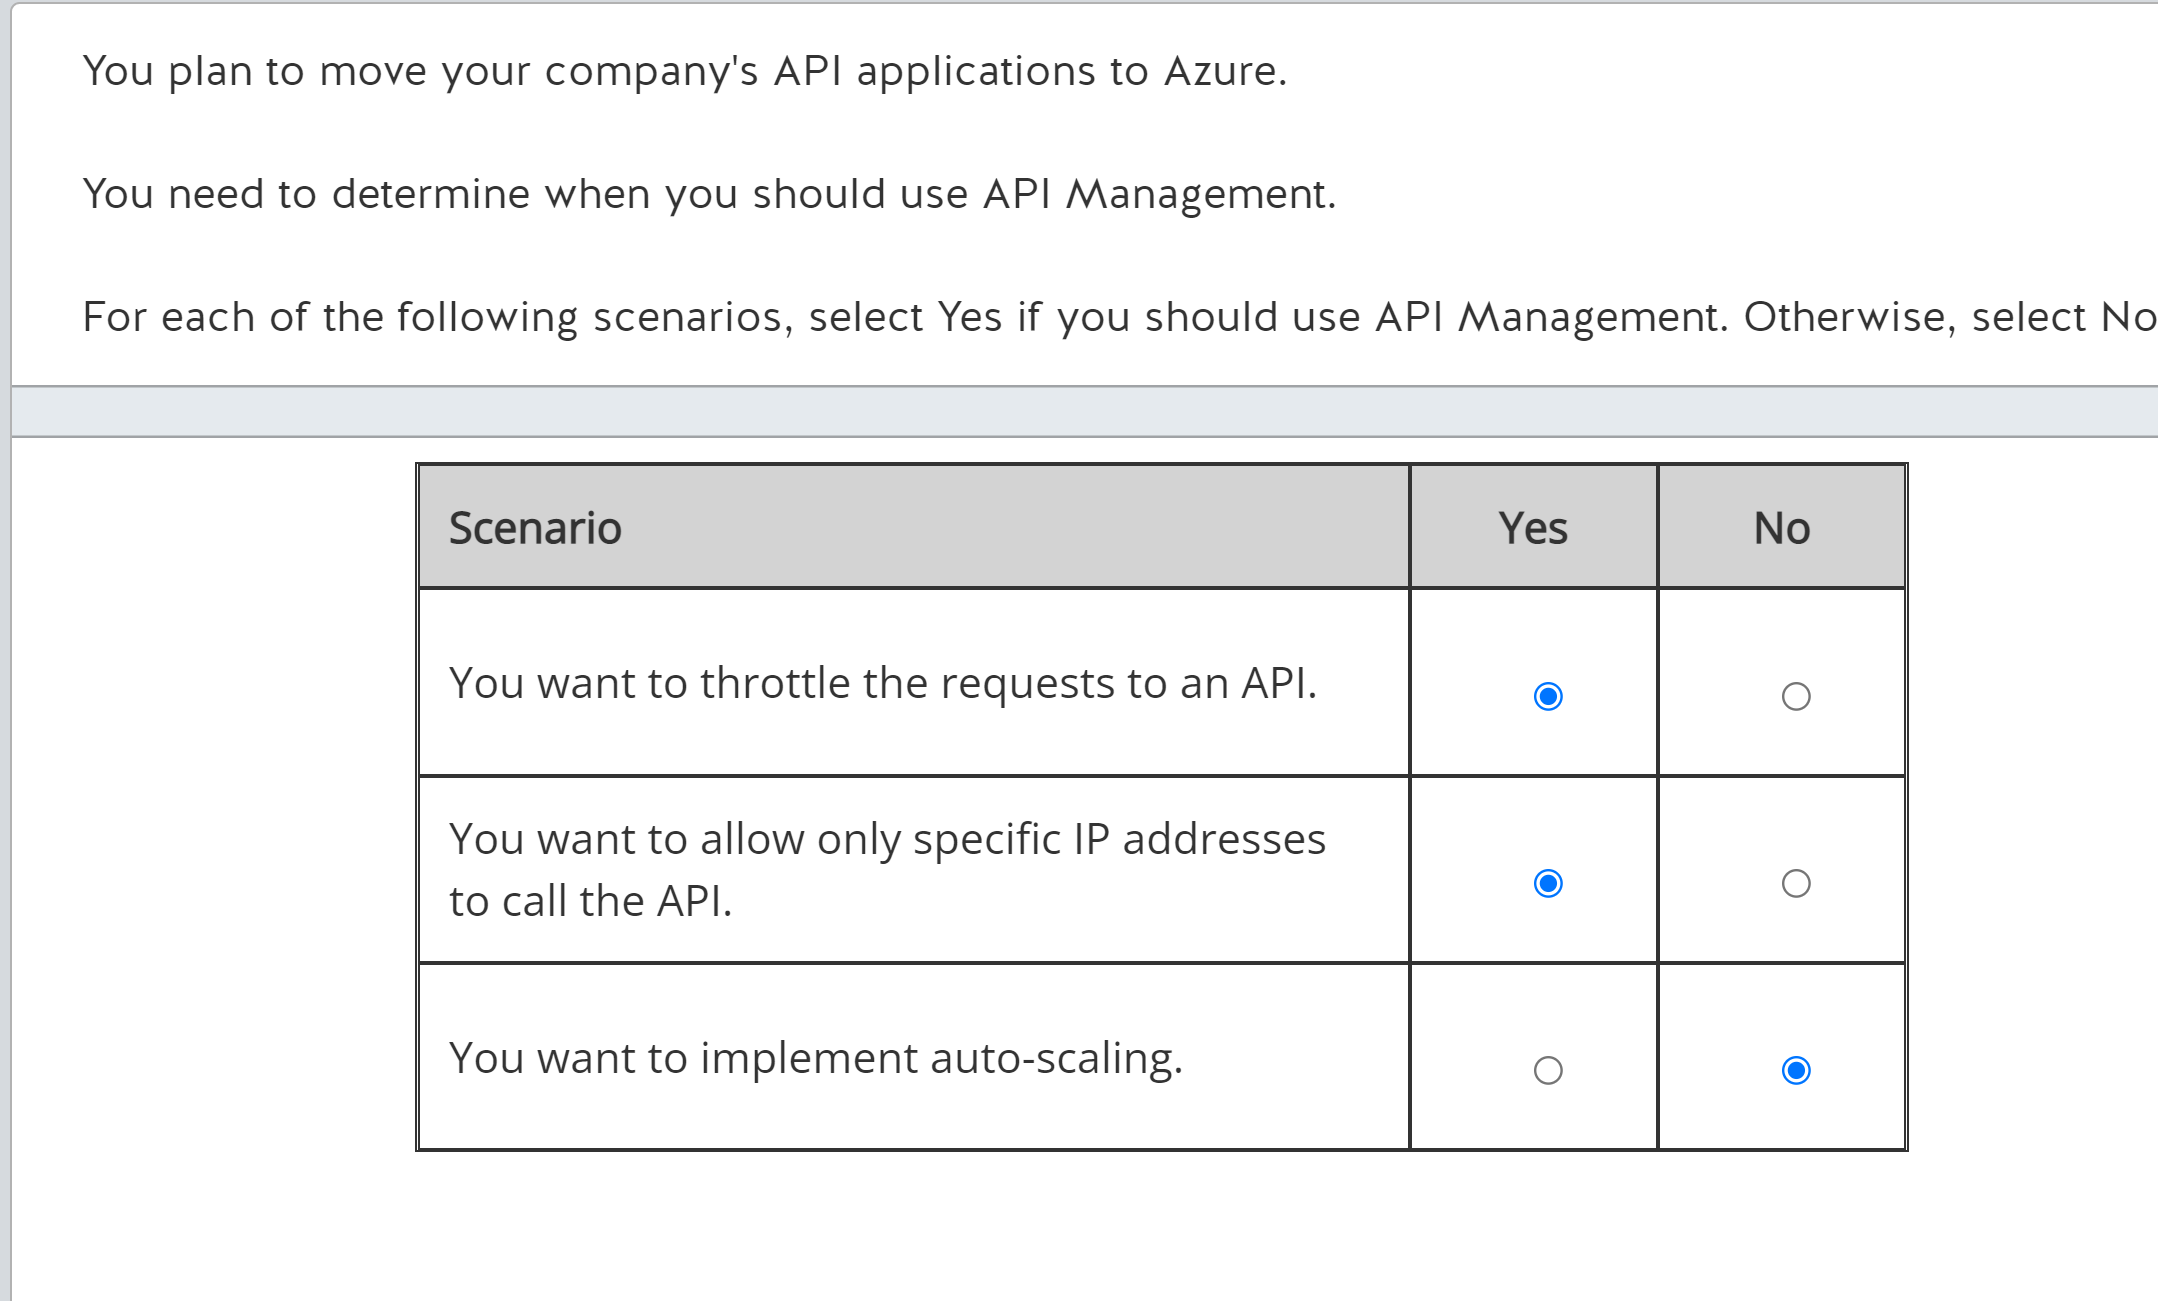 You plan to move your company's API applications to Azure.
You need to determine when you should use API Management.
For each of the following scenarios, select Yes if you should use API Management. Otherwise, select No
Scenario Yes No
You want to throttle the requests to an API.
You want to allow only specific IP addresses
to call the API.
You want to implement auto-scaling.